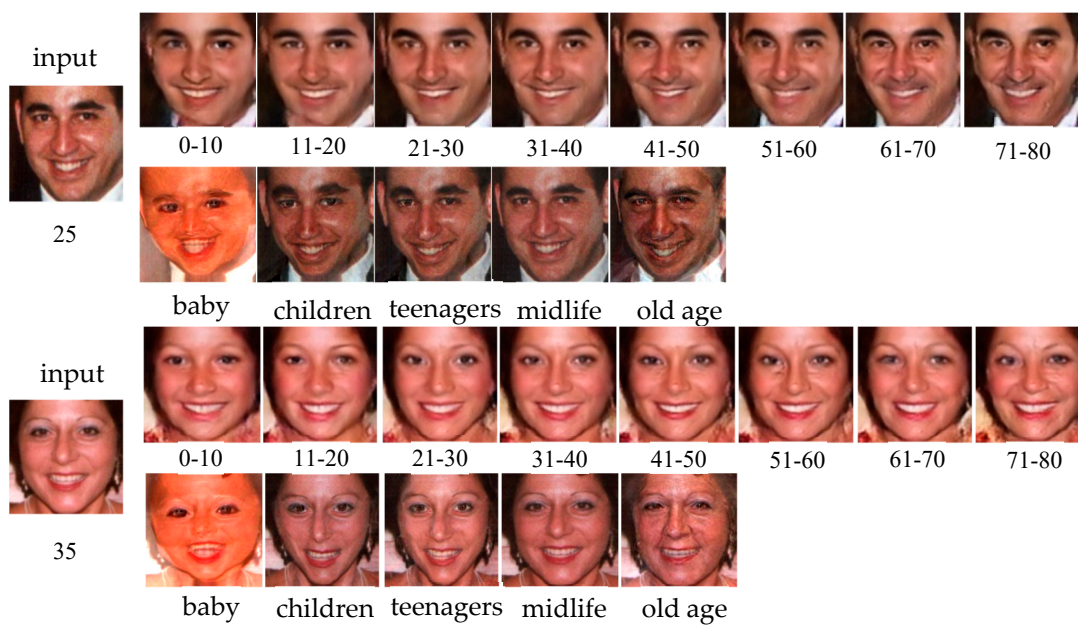 input
25
0-10 11-20 21-30 31-40 41-50 51-60 61-70 71-80
baby children teenagers midlife old age
input
35
0-10 11-20 21-30 31-40 41-50 51-60 61-70 71-80
baby children teenagers midlife old age